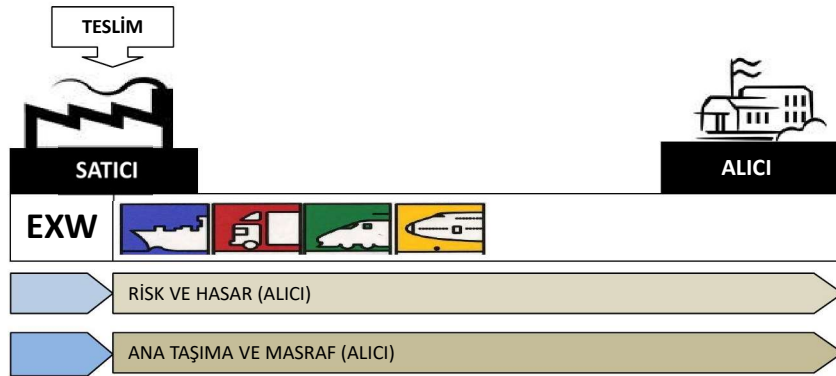 TESLİM
SATICI
ALICI
EXW
RİSK VE HASAR (ALICI)
ANA TAŞIMA VE MASRAF (ALICI)